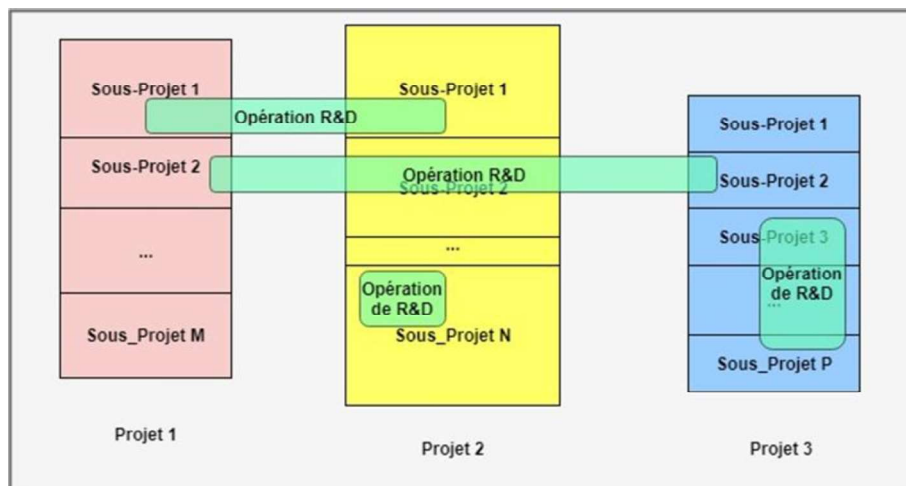 Sous-Projet 1
Sous-Projet 2
...
Sous_Projet M
Projet 1
Opération R&D
Opération R&D
Sous-Projet 1
Sous-Projet 2
...
Opération
de R&D
Sous_Projet N
Projet 2
Sous-Projet 1
Sous-Projet 2
Sous-Projet 3
Opération
de R&D
...
Sous_Projet P
Projet 3